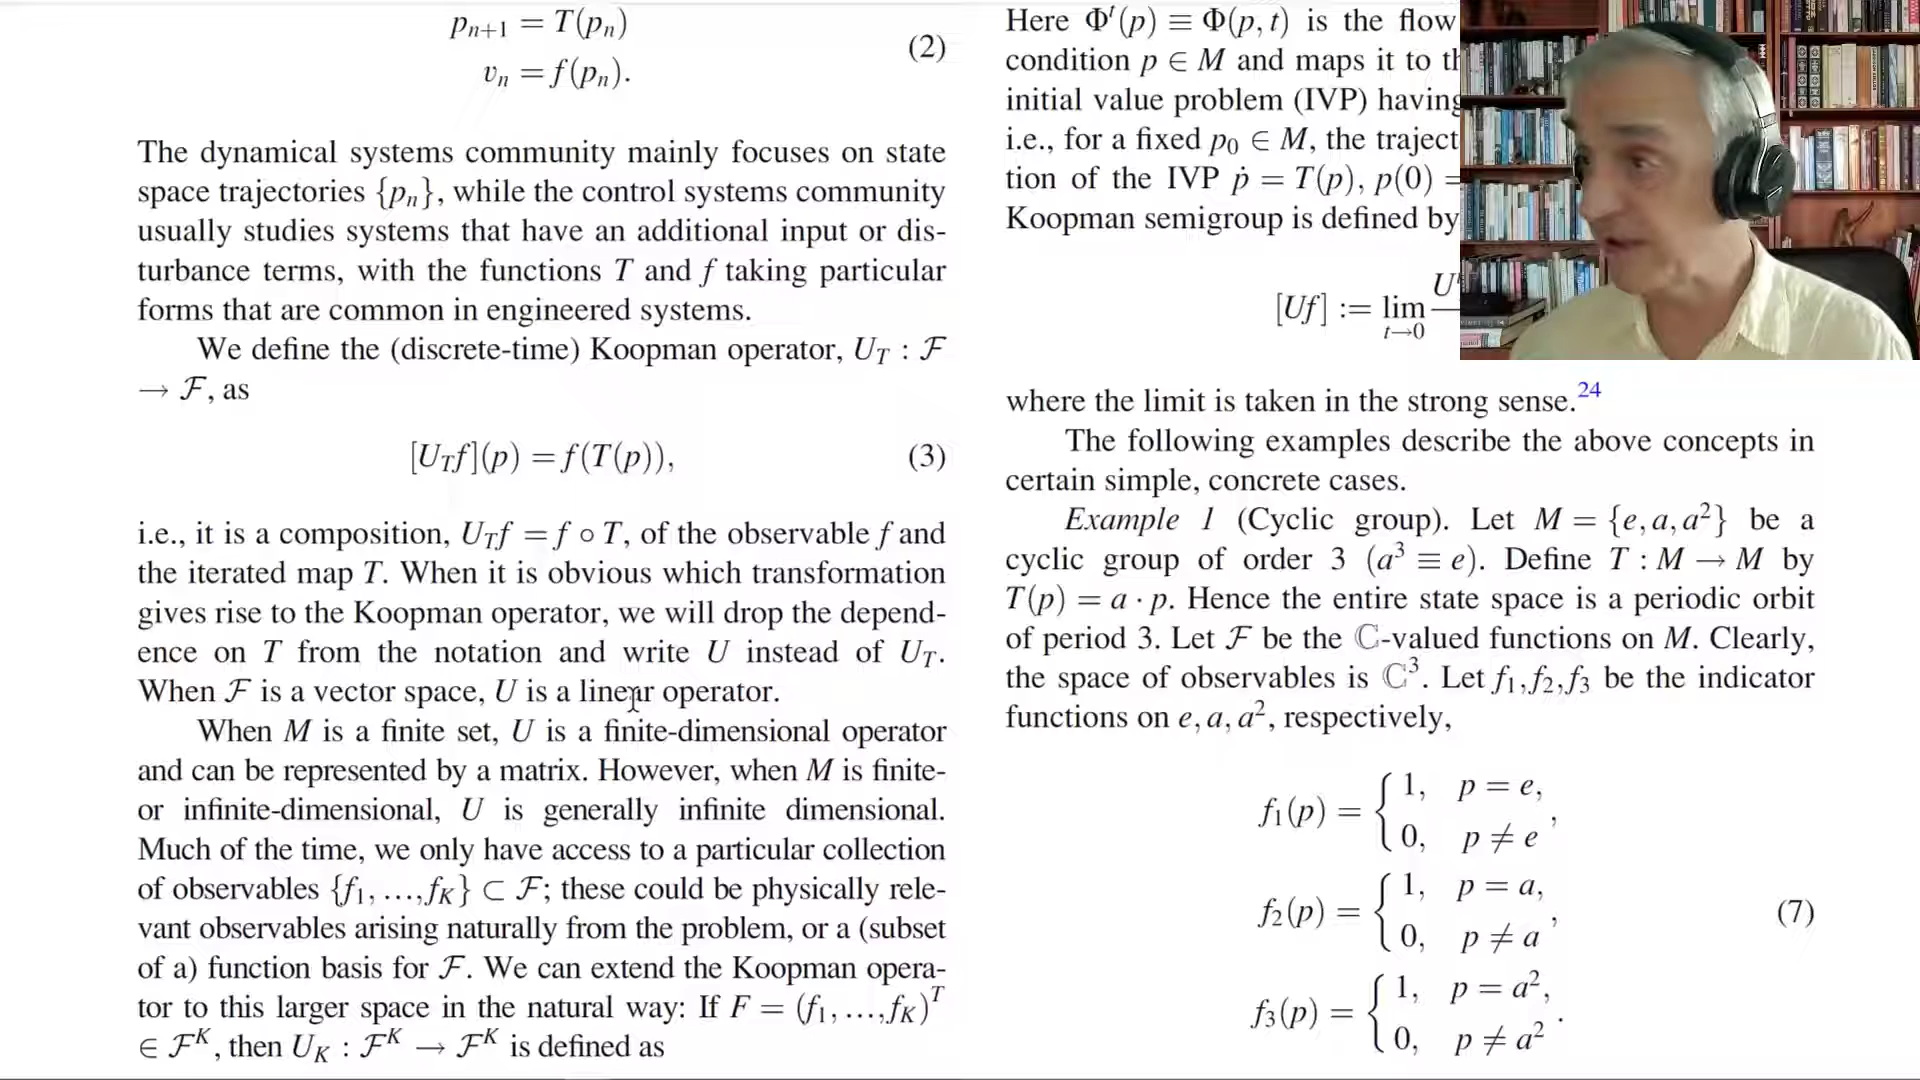 p_{n+1} = T(p_n)
v_n = f(p_n).
(2)
The dynamical systems community mainly focuses on state
space trajectories {p_n}, while the control systems community
usually studies systems that have an additional input or dis-
turbance terms, with the functions T and f taking particular
forms that are common in engineered systems.
We define the (discrete-time) Koopman operator, U_T : ℱ
→ ℱ, as
[U_T f](p) = f(T(p)), (3)
i.e., it is a composition, U_T f = f ∘ T, of the observable f and
the iterated map T. When it is obvious which transformation
gives rise to the Koopman operator, we will drop the depend-
ence on T from the notation and write U instead of U_T.
When ℱ is a vector space, U is a linear operator.
When M is a finite set, U is a finite-dimensional operator
and can be represented by a matrix. However, when M is finite-
or infinite-dimensional, U is generally infinite dimensional.
Much of the time, we only have access to a particular collection
of observables {f_1, …, f_K} ⊂ ℱ; these could be physically rele-
vant observables arising naturally from the problem, or a (subset
of a) function basis for ℱ. We can extend the Koopman opera-
tor to this larger space in the natural way: If F = (f_1, …, f_K)^T
∈ ℱ^K, then U_K : ℱ^K → ℱ^K is defined as
Here Φ^t(p) ≡ Φ(p, t) is the flow
condition p ∈ M and maps it to
initial value problem (IVP) having
i.e., for a fixed p_0 ∈ M, the
tion of the IVP ṗ = T(p), p(0) =
Koopman semigroup is defined by
[Uf] := lim_{t→0}
where the limit is taken in the strong sense.^24
The following examples describe the above concepts in
certain simple, concrete cases.
Example 1 (Cyclic group). Let M = {e, a, a^2} be a
cyclic group of order 3 (a^3 ≡ e). Define T : M → M by
T(p) = a · p. Hence the entire state space is a periodic orbit
of period 3. Let ℱ be the ℂ-valued functions on M. Clearly,
the space of observables is ℂ^3. Let f_1, f_2, f_3 be the indicator
functions on e, a, a^2, respectively,
f_1(p) = { 1, p = e,
0, p ≠ e ,
f_2(p) = { 1, p = a,
0, p ≠ a , (7)
f_3(p) = { 1, p = a^2,
0, p ≠ a^2 .